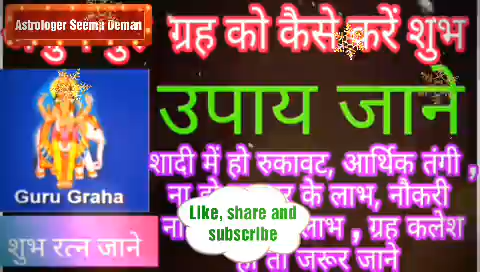 Astrologer Seema Deman
ग्रह को कैसे करें शुभ
उपाय जाने
शादी में हो रुकावट, आर्थिक तंगी ,
ना के लाभ, नौकरी
लाभ , ग्रह कलेश
हो तो जरूर जाने
Guru Graha
शुभ रत्न जाने
Like, share and
subscribe